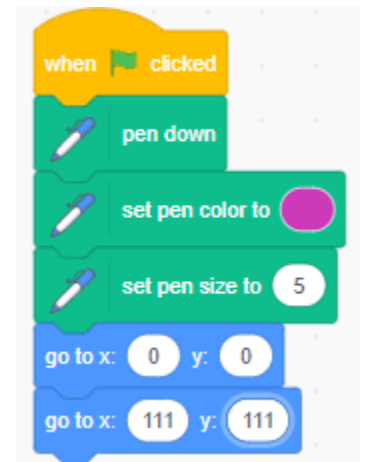 when clicked
pen down
set pen color to
set pen size to 5
go to x: 0 y: 0
go to x: 111 y: 111